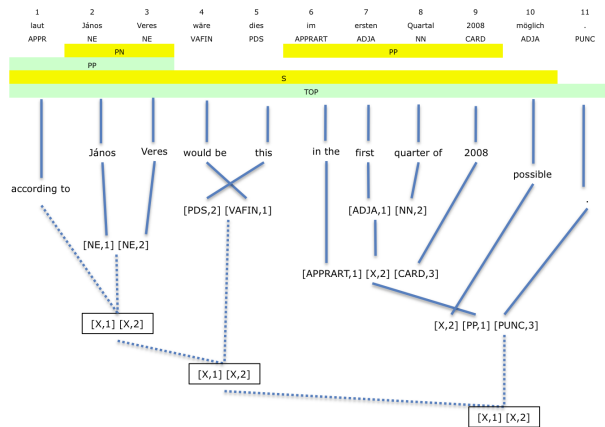 1 2 3 4 5 6 7 8 9 10 11
laut János Veres wäre dies im ersten Quartal 2008 möglich .
APPR NE NE VAFIN PDS APPRART ADJA NN CARD ADJA PUNC
PN PP
PP
S
TOP
János Veres would be this in the first quarter of 2008
possible
according to
.
[PDS,2] [VAFIN,1] [ADJA,1] [NN,2]
[NE,1] [NE,2]
[APPRART,1] [X,2] [CARD,3]
[X,1] [X,2] [X,2] [PP,1] [PUNC,3]
[X,1] [X,2]
[X,1] [X,2]